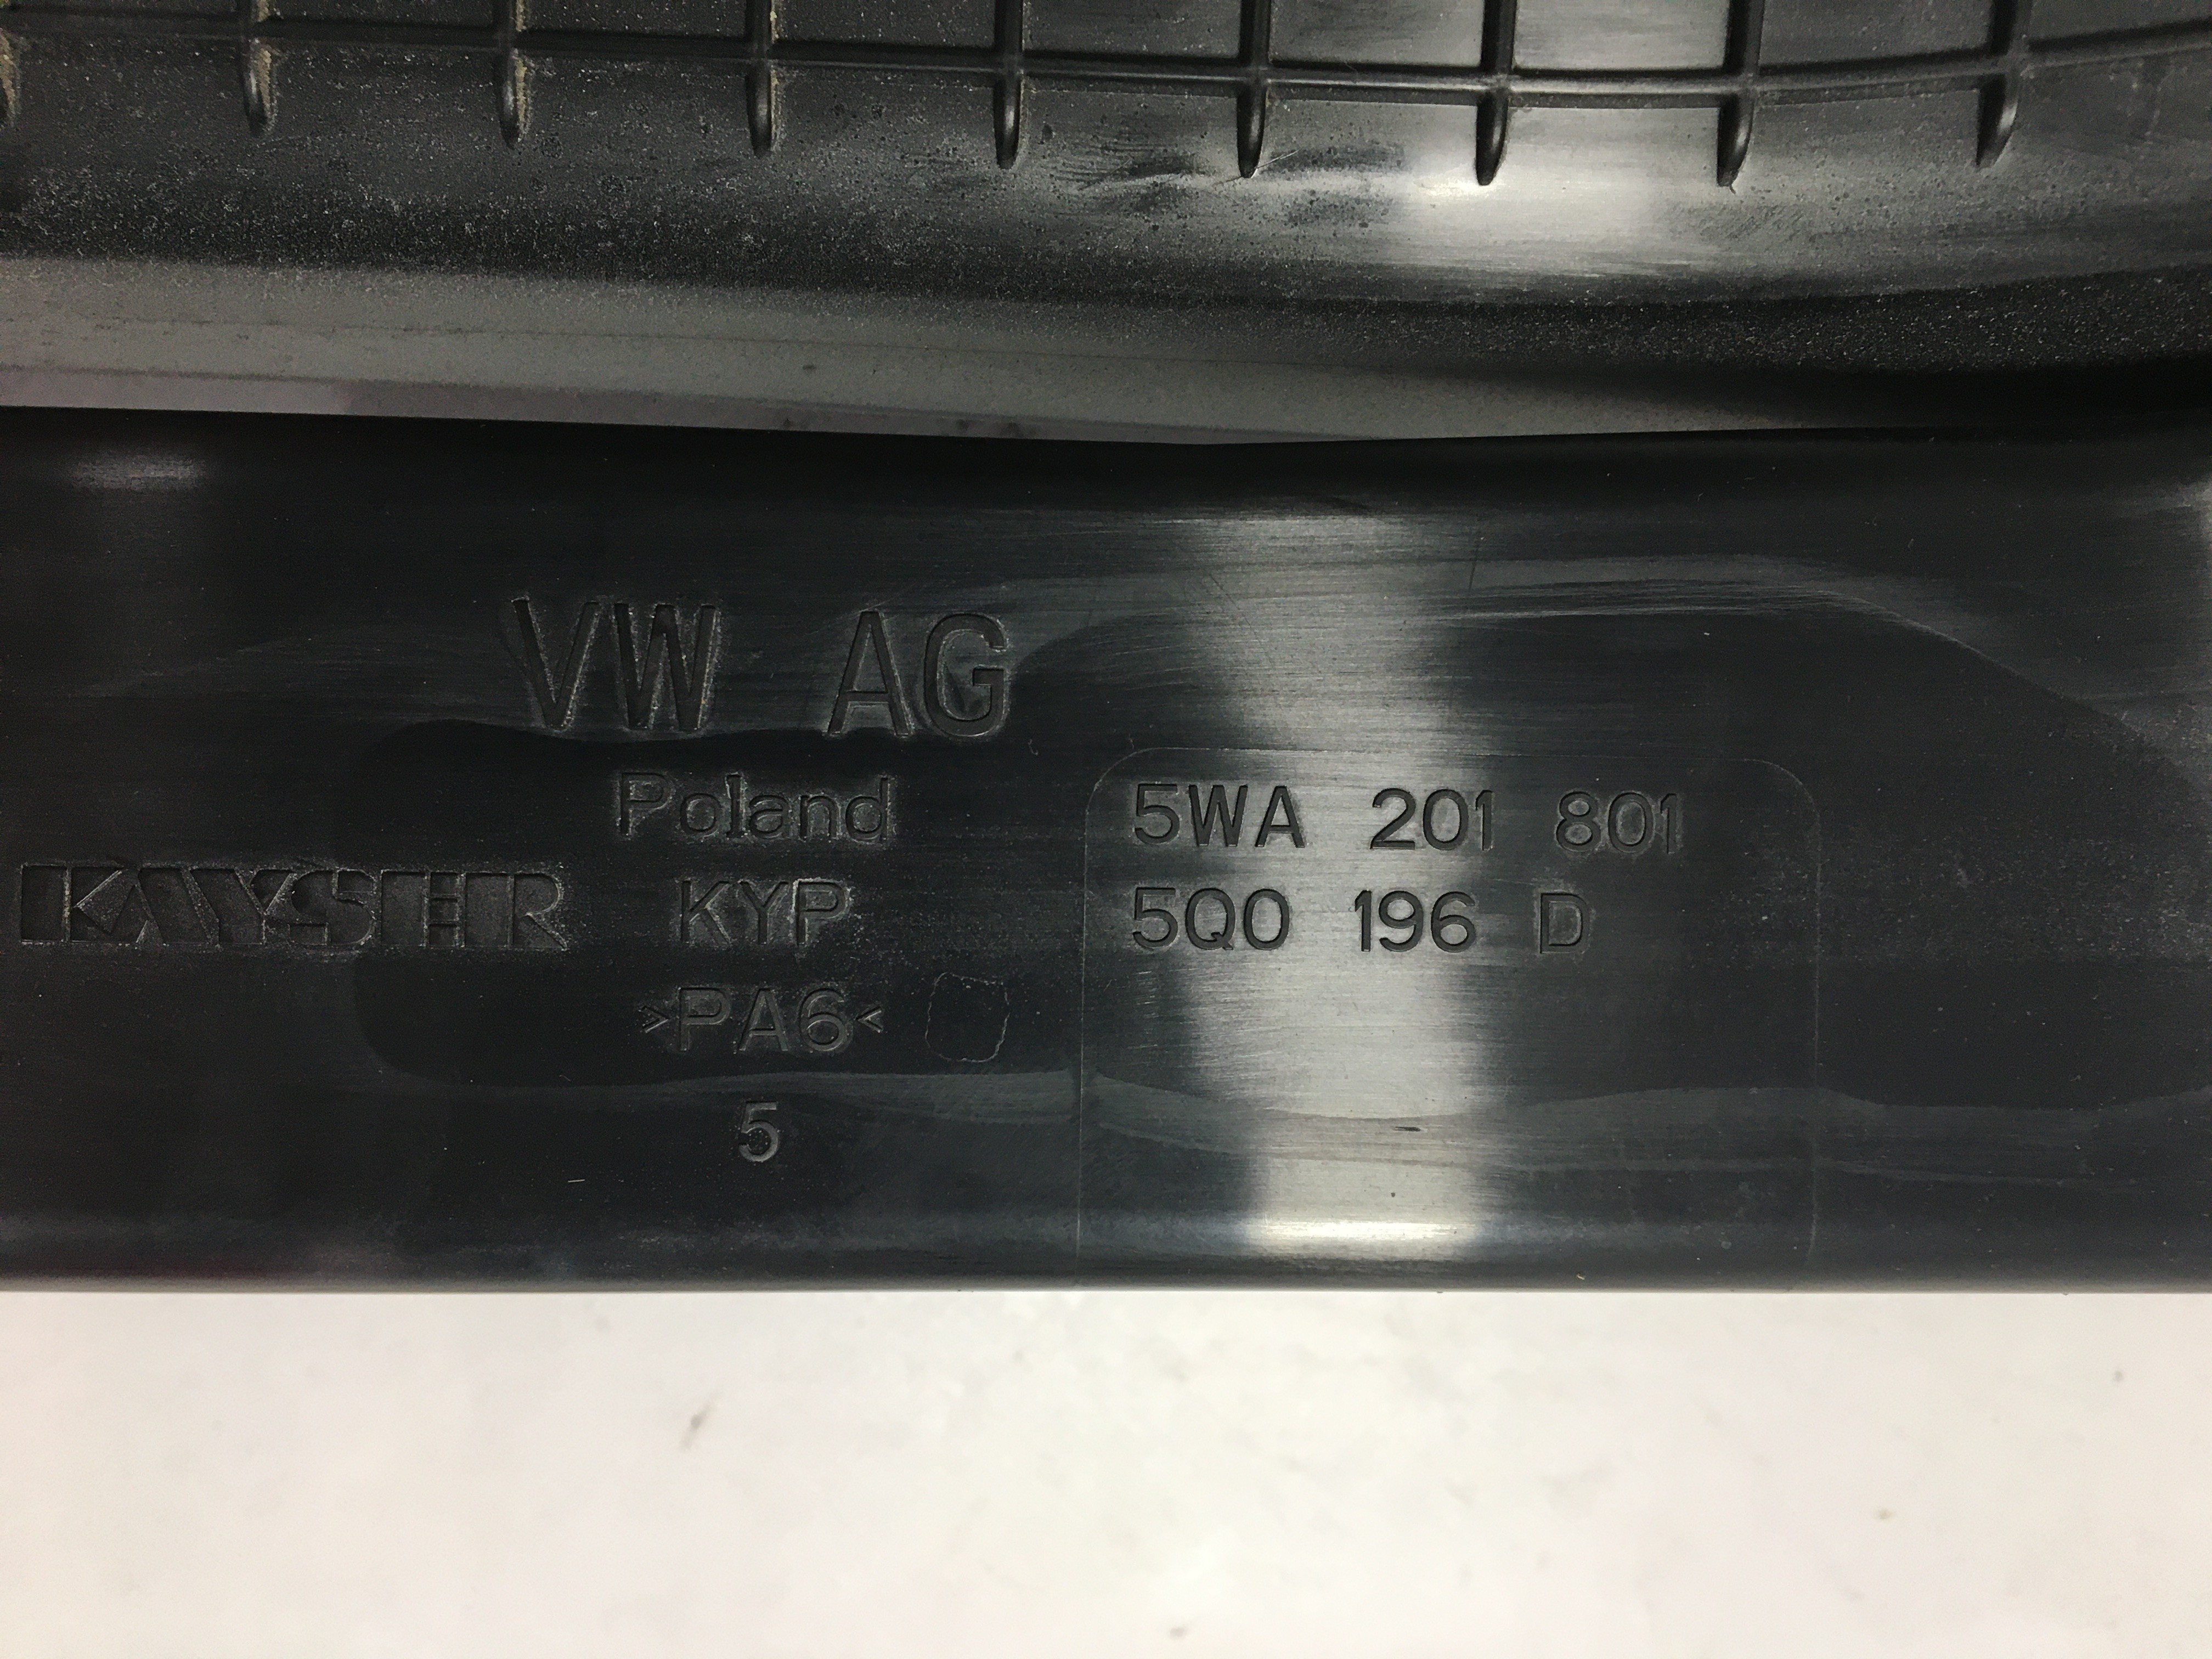 VW AG
Poland
KAYSER KYP
>PA6<
5
5WA 201 801
5Q0 196 D